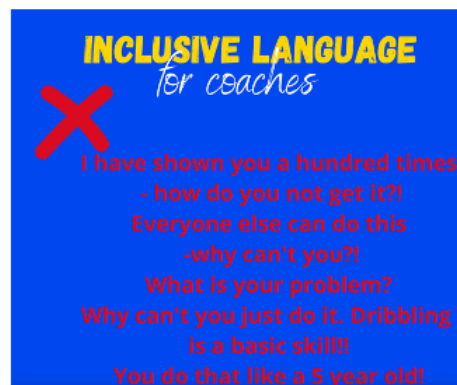 INCLUSIVE LANGUAGE
for coaches
I have shown you a hundred times
- how do you not get it?!
Everyone else can do this
-why can't you?!
What is your problem?
Why can't you just do it. Dribbling
is a basic skill!!
You do that like a 5 year old!